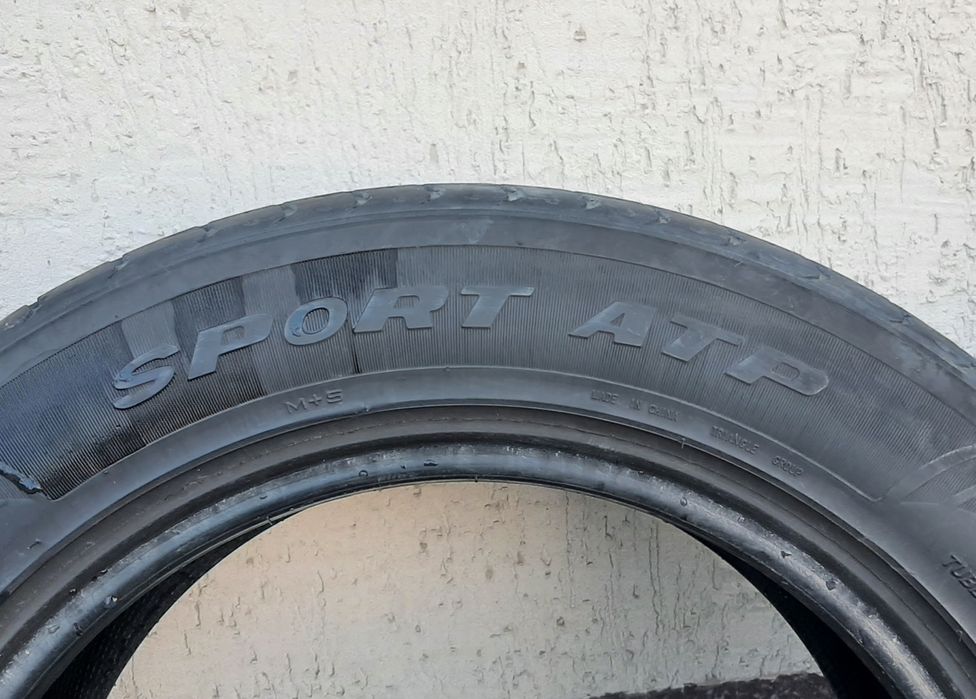 SPORT ATP
M+S
MADE IN CHINA TRIANGLE GROUP